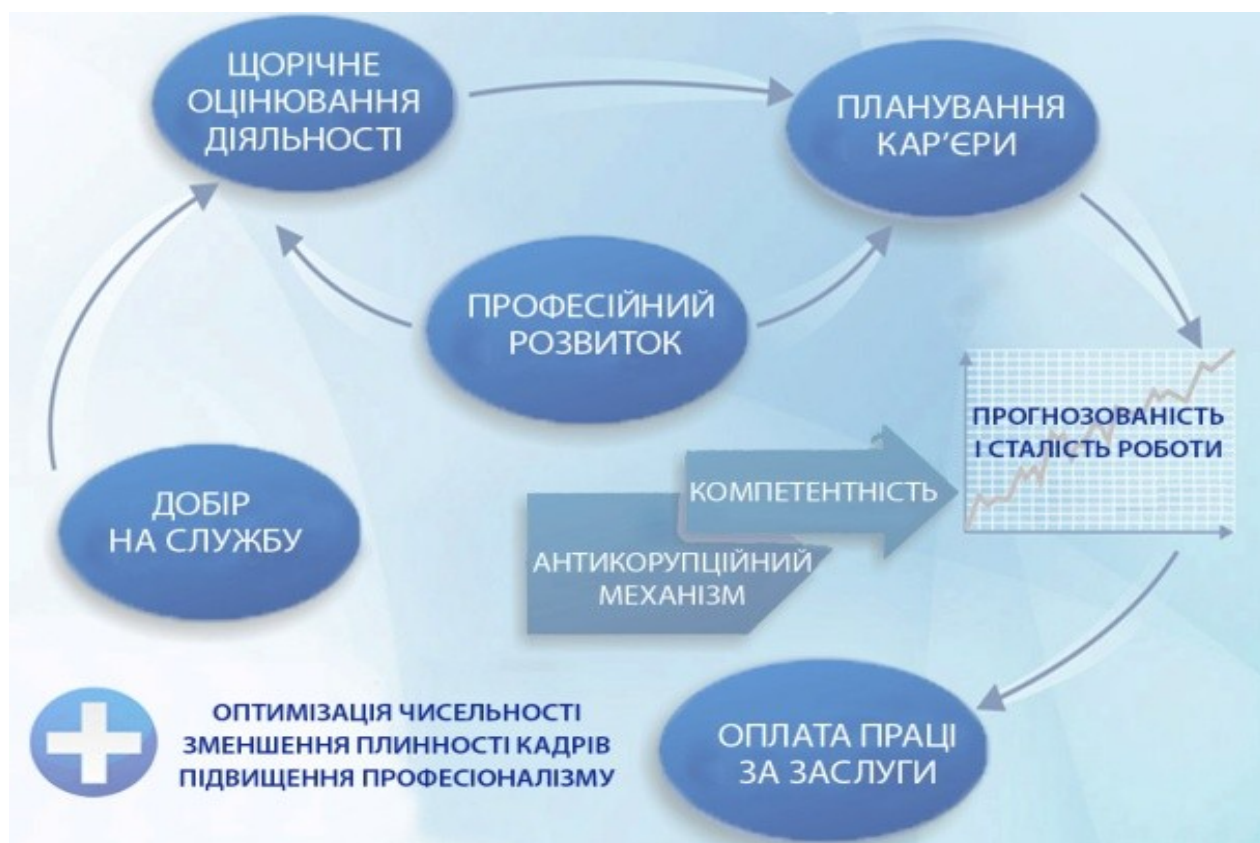 ЩОРІЧНЕ
ОЦІНЮВАННЯ
ДІЯЛЬНОСТІ
ПЛАНУВАННЯ
КАР’ЄРИ
ПРОФЕСІЙНИЙ
РОЗВИТОК
ПРОГНОЗОВАНІСТЬ
І СТАЛІСТЬ РОБОТИ
ДОБІР
НА СЛУЖБУ
КОМПЕТЕНТНІСТЬ
АНТИКОРУПЦІЙНИЙ
МЕХАНІЗМ
ОПТИМІЗАЦІЯ ЧИСЕЛЬНОСТІ
ЗМЕНШЕННЯ ПЛИННОСТІ КАДРІВ
ПІДВИЩЕННЯ ПРОФЕСІОНАЛІЗМУ
ОПЛАТА ПРАЦІ
ЗА ЗАСЛУГИ